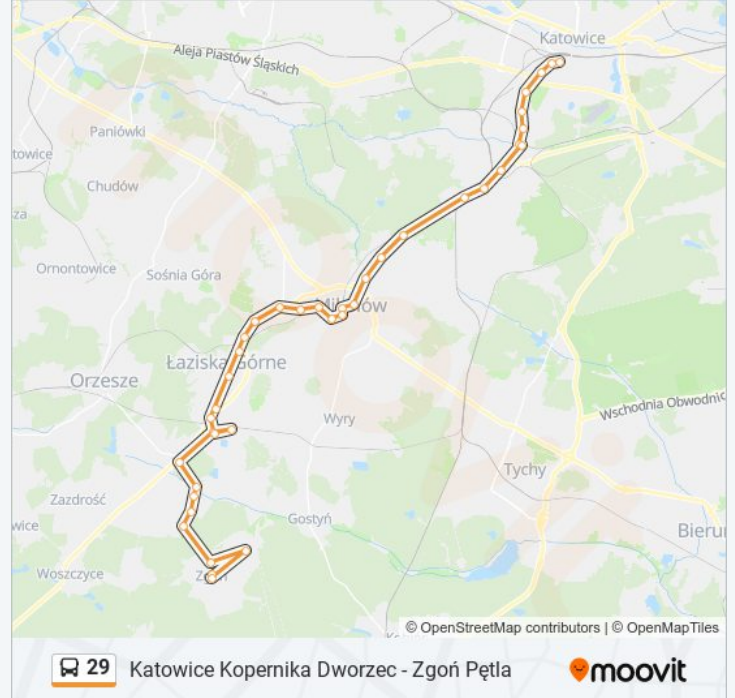 Katowice
Aleja Piastów Śląskich
Paniówki
towice
Chudów
za
Ornontowice
Sośnia Góra
Łaziska Górne
Orzesze
Wschodnia Obwodnic
Wyry
Tychy
Zazdrość
wice
Gostyń
Bieru
Woszczyce
© OpenStreetMap contributors | © OpenMapTiles
29 Katowice Kopernika Dworzec - Zgoń Pętla
moovit